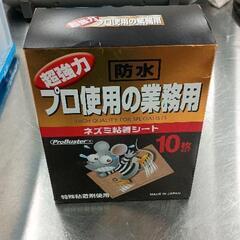 超強力
防水
プロ使用の業務用
HIGH QUALITY FOR SPECIALISTS
ネズミ粘着シート
ProBuster
10枚
特殊粘着剤使用
MADE IN JAPAN